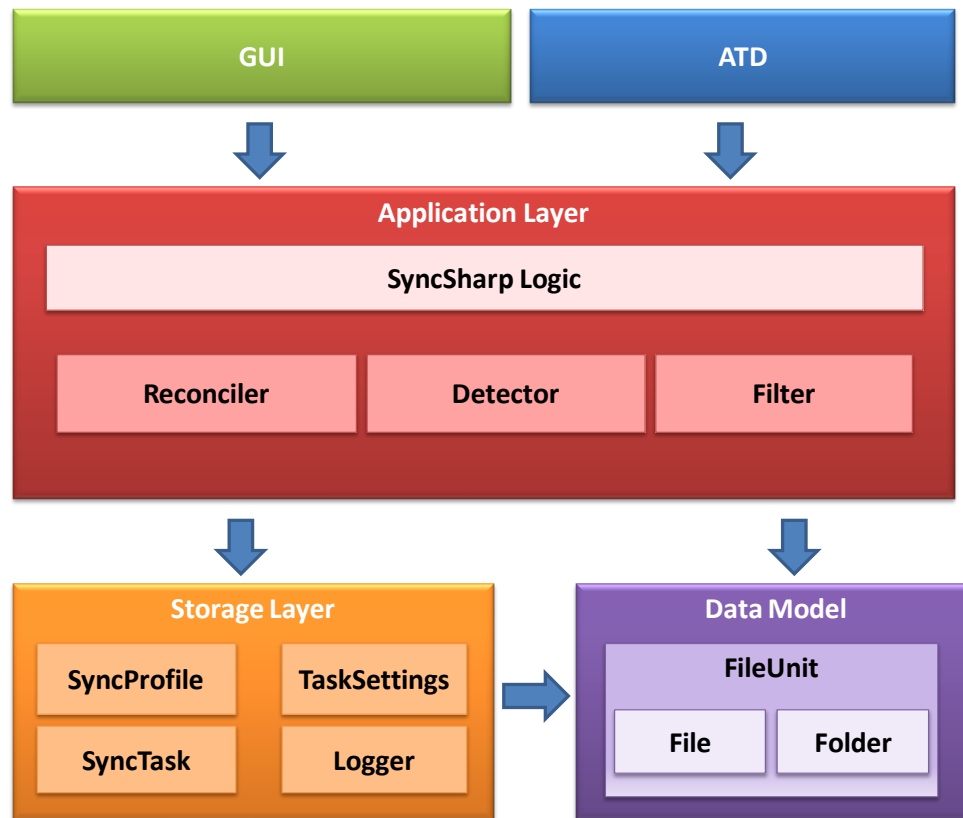 GUI
ATD
Application Layer
SyncSharp Logic
Reconciler
Detector
Filter
Storage Layer
SyncProfile
TaskSettings
SyncTask
Logger
Data Model
FileUnit
File
Folder